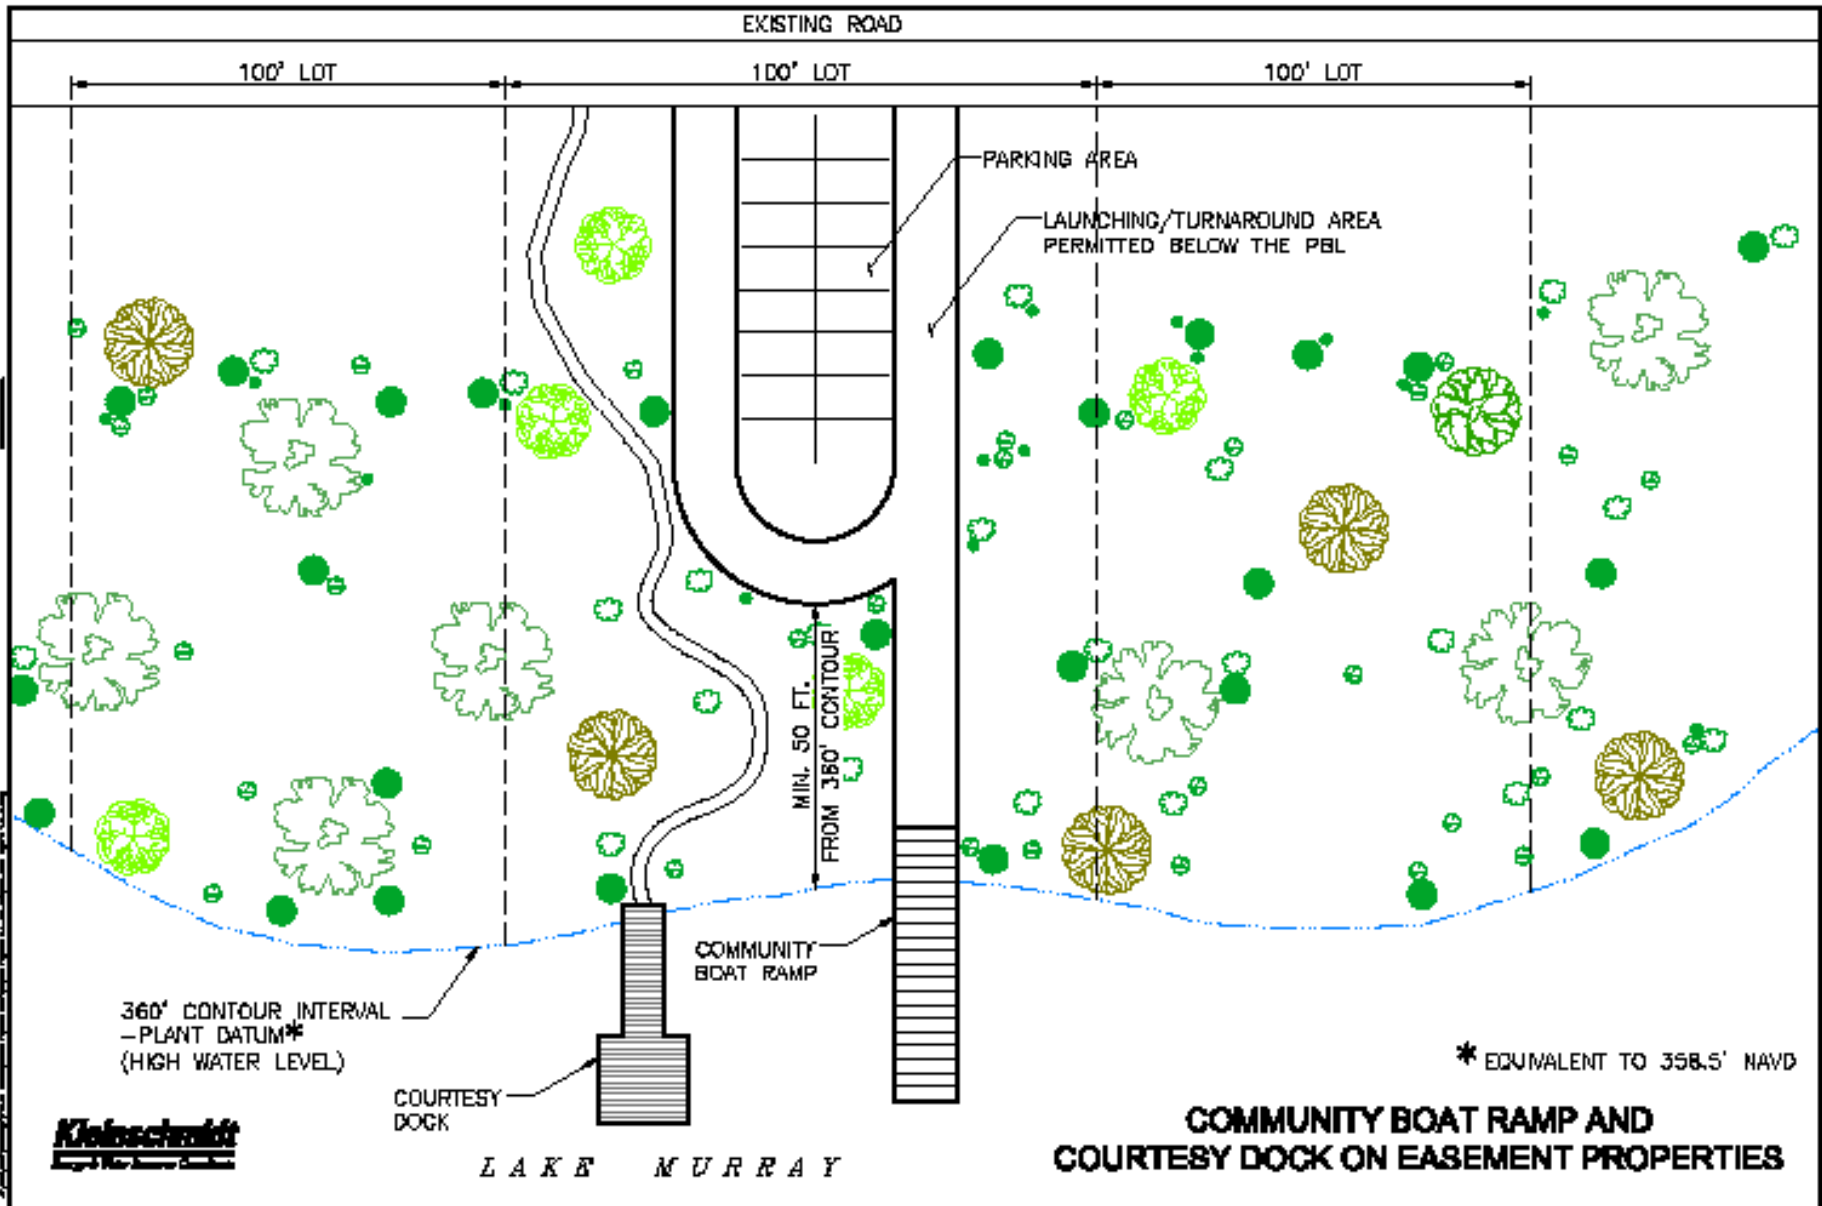 EXISTING ROAD
100' LOT
100' LOT
100' LOT
PARKING AREA
LAUNCHING/TURNAROUND AREA
PERMITTED BELOW THE PBL
MIN. 50 FT.
FROM 360' CONTOUR
COMMUNITY
BOAT RAMP
360' CONTOUR INTERVAL
-PLANT DATUM*
(HIGH WATER LEVEL)
* EQUIVALENT TO 358.5' NAVD
COURTESY
DOCK
COMMUNITY BOAT RAMP AND
COURTESY DOCK ON EASEMENT PROPERTIES
Kleinschmidt
LAKE MURRAY